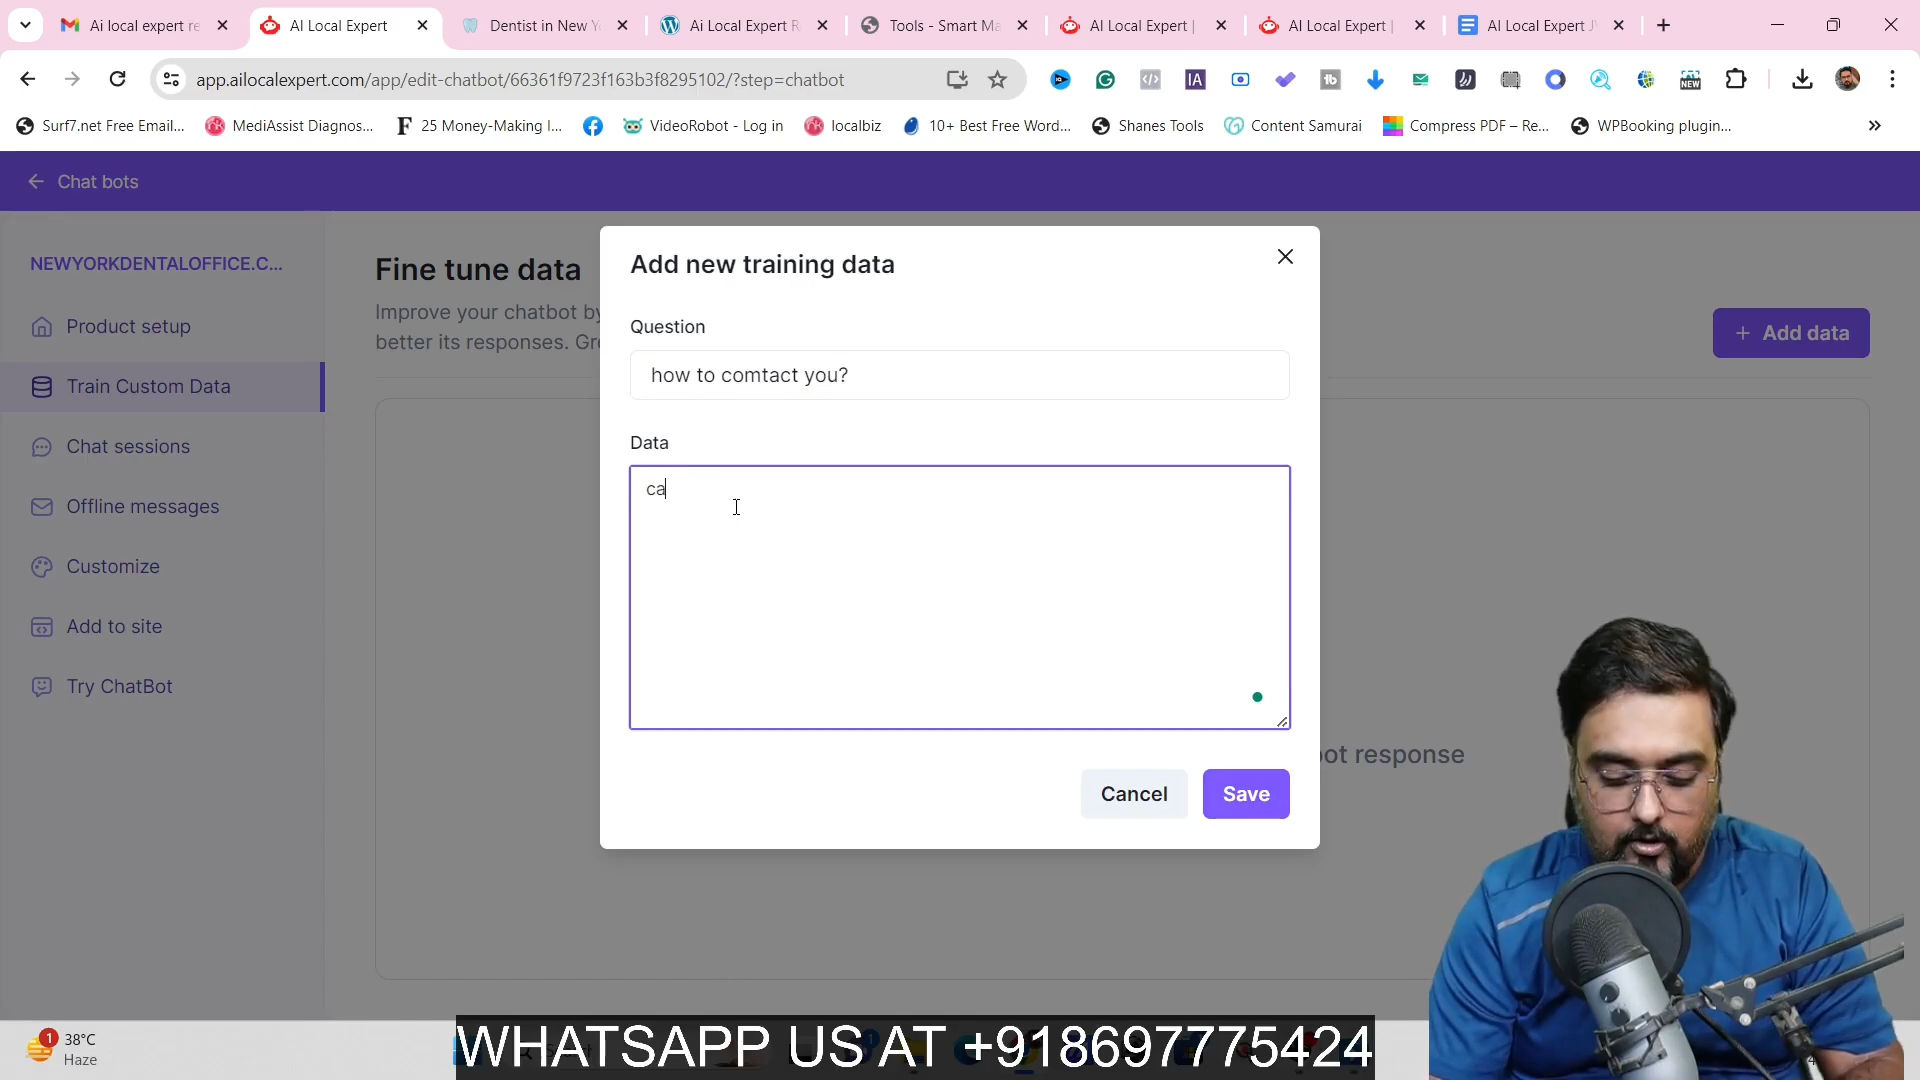 Ai local expert re
AI Local Expert
Dentist in New Y
Ai Local Expert R
Tools - Smart Ma
AI Local Expert |
AI Local Expert |
AI Local Expert J
app.ailocalexpert.com/app/edit-chatbot/66361f9723f163b3f8295102/?step=chatbot
Surf7.net Free Email...
MediAssist Diagnos...
25 Money-Making I...
VideoRobot - Log in
localbiz
10+ Best Free Word...
Shanes Tools
Content Samurai
Compress PDF – Re...
WPBooking plugin...
Chat bots
NEWYORKDENTALOFFICE.C...
Product setup
Train Custom Data
Chat sessions
Offline messages
Customize
Add to site
Try ChatBot
Fine tune data
Improve your chatbot by
better its responses. Gr
+ Add data
Add new training data
Question
how to comtact you?
Data
ca
Cancel
Save
ot response
1
38°C
Haze
WHATSAPP US AT +918697775424